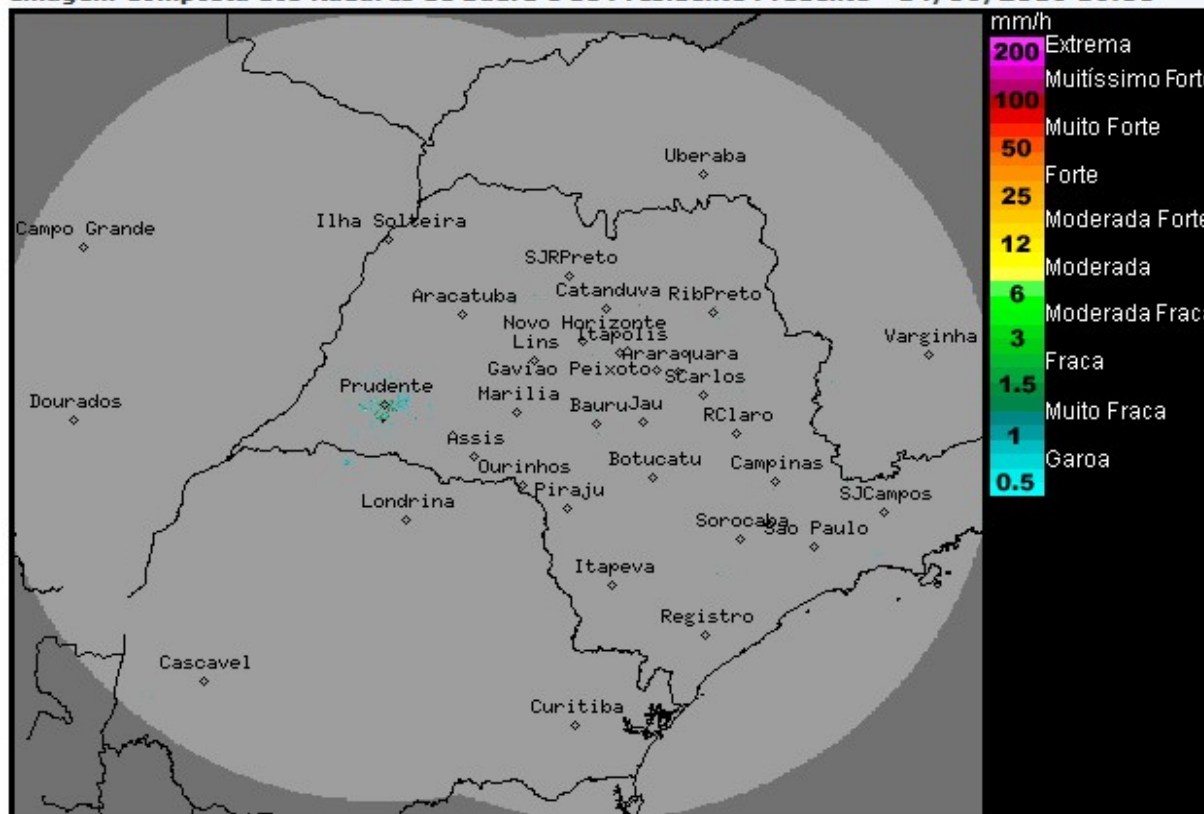 mm/h
200 Extrema
Muitíssimo Forte
100
Muito Forte
50
Forte
25
Moderada Forte
12
Moderada
6
Moderada Fraca
3
Fraca
1.5
Muito Fraca
1
Garoa
0.5
Uberaba
Campo Grande
Ilha Solteira
SJRPreto
Aracatuba
Catanduva
RibPreto
Novo Horizonte
Itapolis
Lins
Araraquara
Varginha
Gaviao Peixoto
SCarlos
Prudente
Dourados
Marilia
Bauru
Jau
RClaro
Assis
Ourinhos
Botucatu
Campinas
Piraju
SJCampos
Londrina
Sorocaba
Sao Paulo
Itapeva
Registro
Cascavel
Curitiba